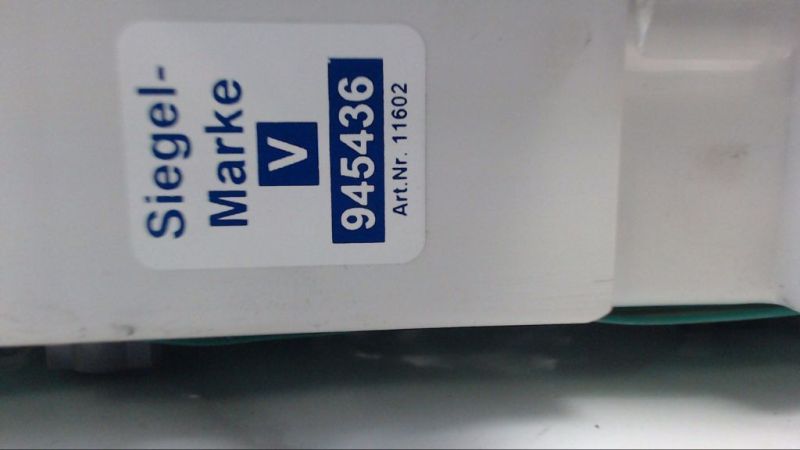 Siegel-
Marke
V
945436
Art.Nr. 11602